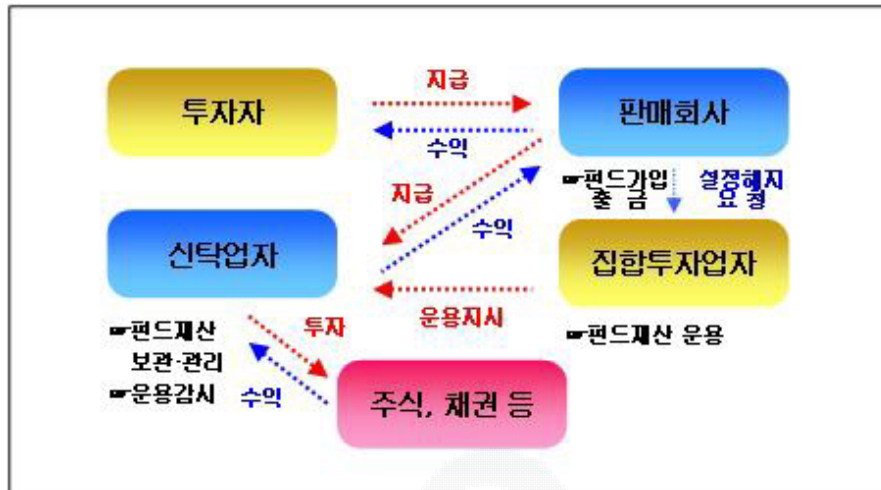 지급
투자자
판매회사
수익
☞펀드가입
출 금
설정해지
요 청
지급
수익
신탁업자
집합투자업자
운용지시
☞펀드재산
보관·관리
☞운용감시
투자
☞펀드재산 운용
수익
주식, 채권 등